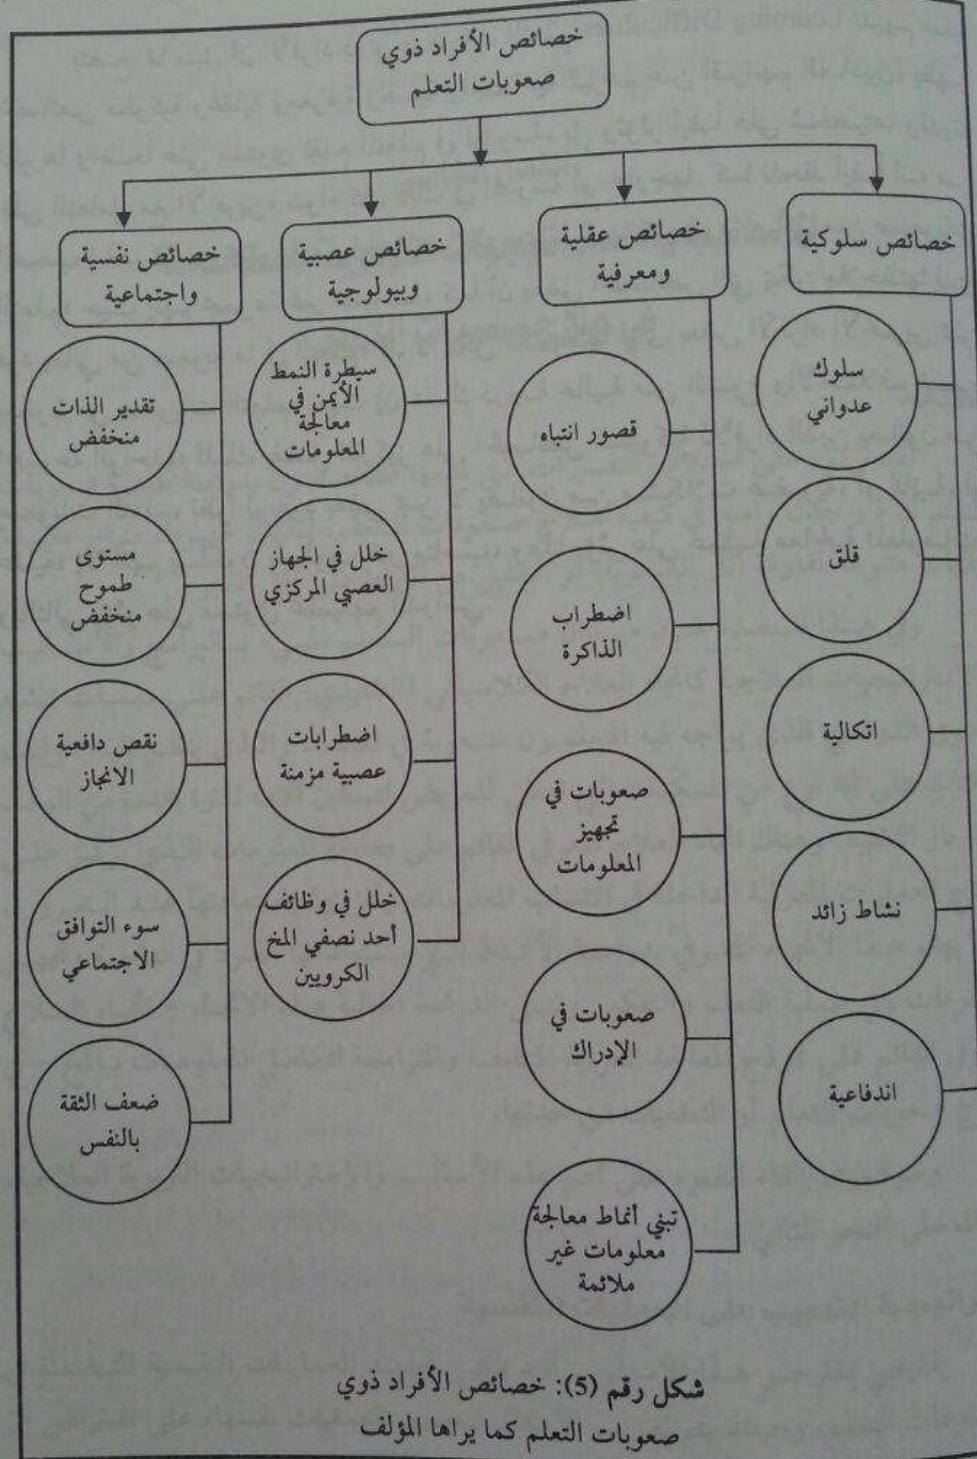 خصائص الأفراد ذوي
صعوبات التعلم
خصائص سلوكية
سلوك
عدواني
قلق
اتكالية
نشاط زائد
اندفاعية
خصائص عقلية
ومعرفية
قصور انتباه
اضطراب
الذاكرة
صعوبات في
تجهيز
المعلومات
صعوبات في
الإدراك
تبني أنماط معالجة
معلومات غير
ملائمة
خصائص عصبية
وبيولوجية
سيطرة النمط
الأيمن في
معالجة
المعلومات
خلل في الجهاز
العصبي المركزي
اضطرابات
عصبية مزمنة
خلل في وظائف
أحد نصفي المخ
الكرويين
خصائص نفسية
واجتماعية
تقدير الذات
منخفض
مستوى
طموح
منخفض
نقص دافعية
الانجاز
سوء التوافق
الاجتماعي
ضعف الثقة
بالنفس
شكل رقم (5): خصائص الأفراد ذوي
صعوبات التعلم كما يراها المؤلف